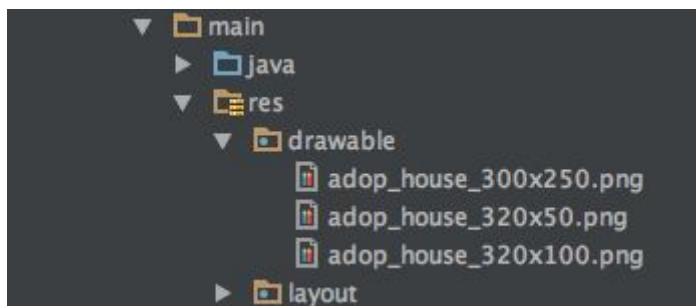 main
java
res
drawable
adop_house_300x250.png
adop_house_320x50.png
adop_house_320x100.png
layout